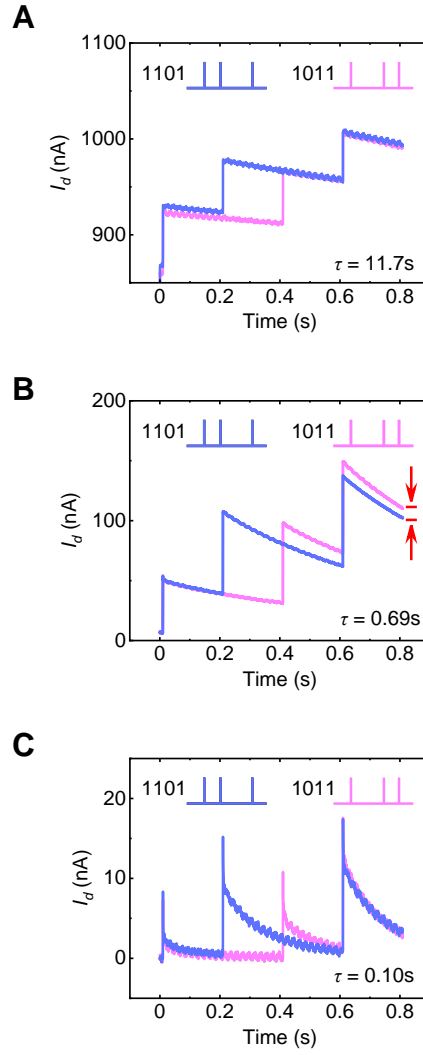 A
1100
1101
1011
1000
900
I_d (nA)
τ = 11.7s
0 0.2 0.4 0.6 0.8
Time (s)
B
200
1101
1011
100
0
I_d (nA)
τ = 0.69s
0 0.2 0.4 0.6 0.8
Time (s)
C
1101
1011
20
10
0
I_d (nA)
τ = 0.10s
0 0.2 0.4 0.6 0.8
Time (s)